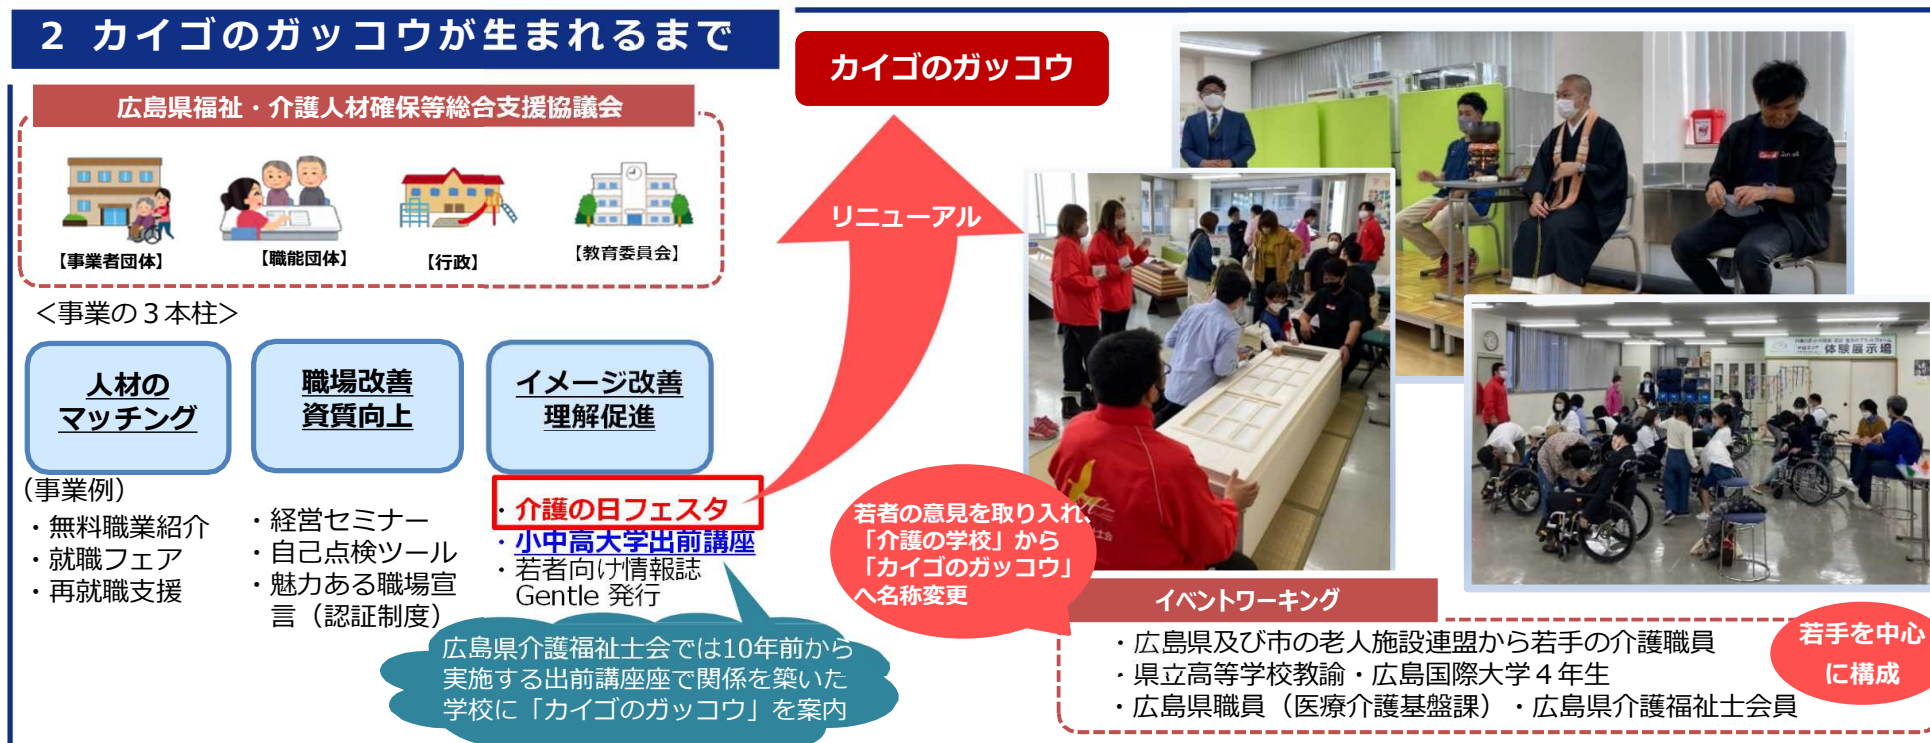 2 カイゴのガッコウが生まれるまで
広島県福祉・介護人材確保等総合支援協議会
【事業者団体】
【職能団体】
【行政】
【教育委員会】
＜事業の３本柱＞
人材の
マッチング
職場改善
資質向上
イメージ改善
理解促進
（事業例）
・無料職業紹介
・就職フェア
・再就職支援
・経営セミナー
・自己点検ツール
・魅力ある職場宣
言（認証制度）
・介護の日フェスタ
・小中高大学出前講座
・若者向け情報誌
Gentle 発行
広島県介護福祉士会では10年前から
実施する出前講座座で関係を築いた
学校に「カイゴのガッコウ」を案内
カイゴのガッコウ
リニューアル
若者の意見を取り入れ、
「介護の学校」から
「カイゴのガッコウ」
へ名称変更
体験展示場
イベントワーキング
・広島県及び市の老人施設連盟から若手の介護職員
・県立高等学校教諭・広島国際大学４年生
・広島県職員（医療介護基盤課）・広島県介護福祉士会員
若手を中心
に構成